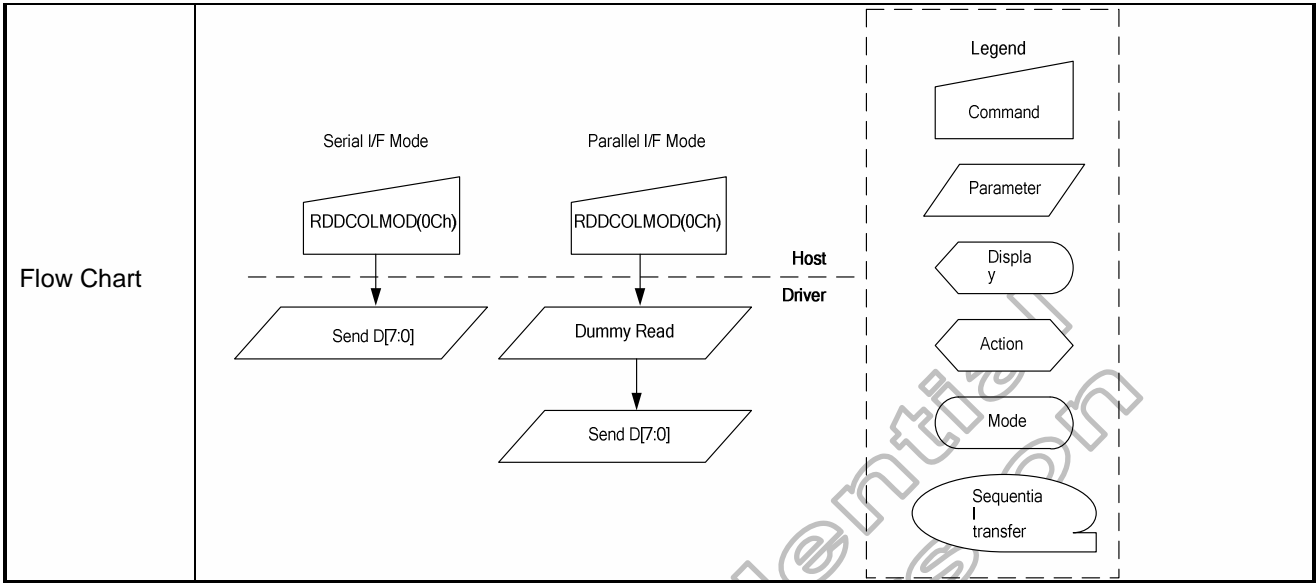 Flow Chart
Serial I/F Mode
Parallel I/F Mode
RDDCOLMOD(0Ch)
RDDCOLMOD(0Ch)
Host
Driver
Send D[7:0]
Dummy Read
Send D[7:0]
Legend
Command
Parameter
Displa
y
Action
Mode
Sequentia
l
transfer